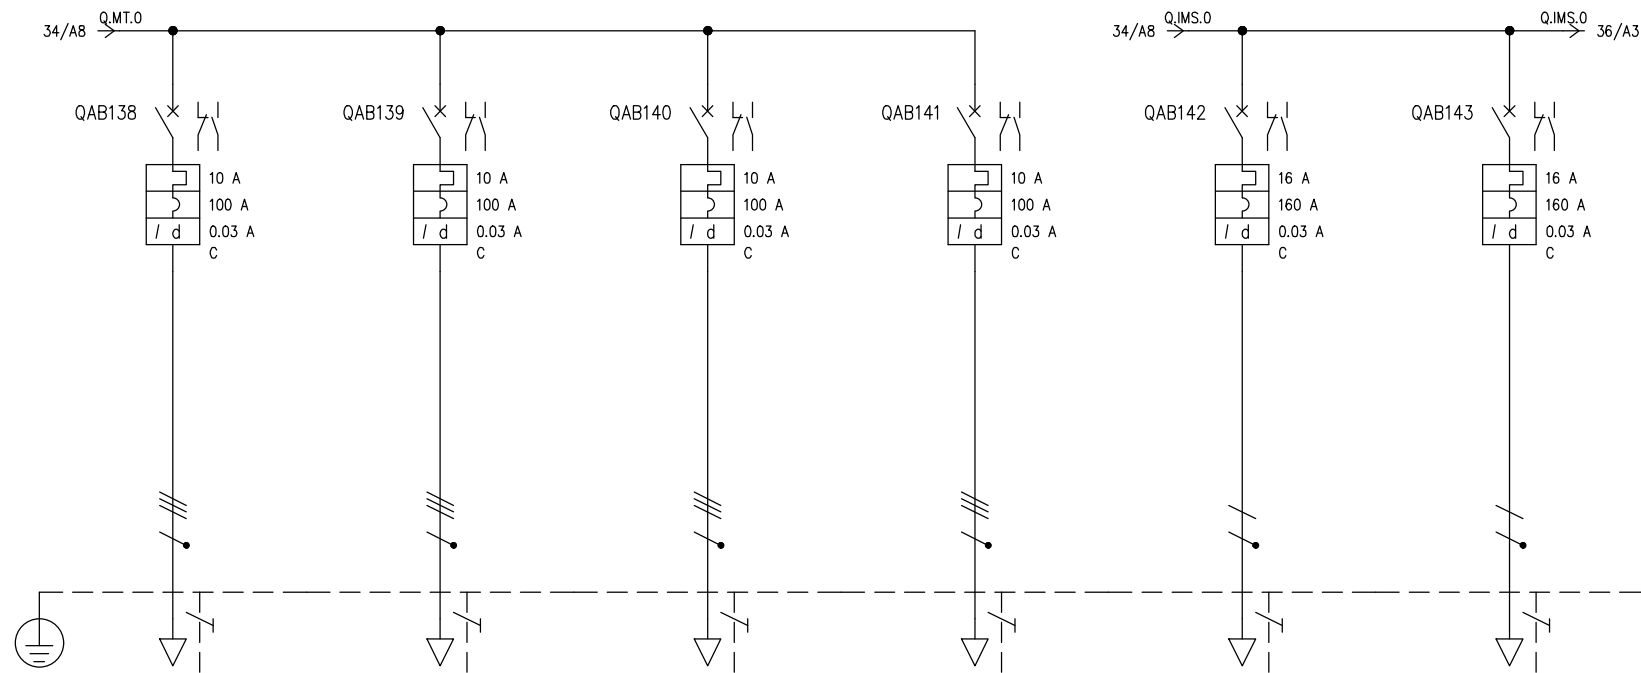 Q.MT.0 Q.IMS.0 Q.IMS.0
34/A8 34/A8 36/A3
QAB138 QAB139 QAB140 QAB141 QAB142 QAB143
10 A 10 A 10 A 10 A 16 A 16 A
100 A 100 A 100 A 100 A 160 A 160 A
I d 0.03 A I d 0.03 A I d 0.03 A I d 0.03 A I d 0.03 A I d 0.03 A
C C C C C C